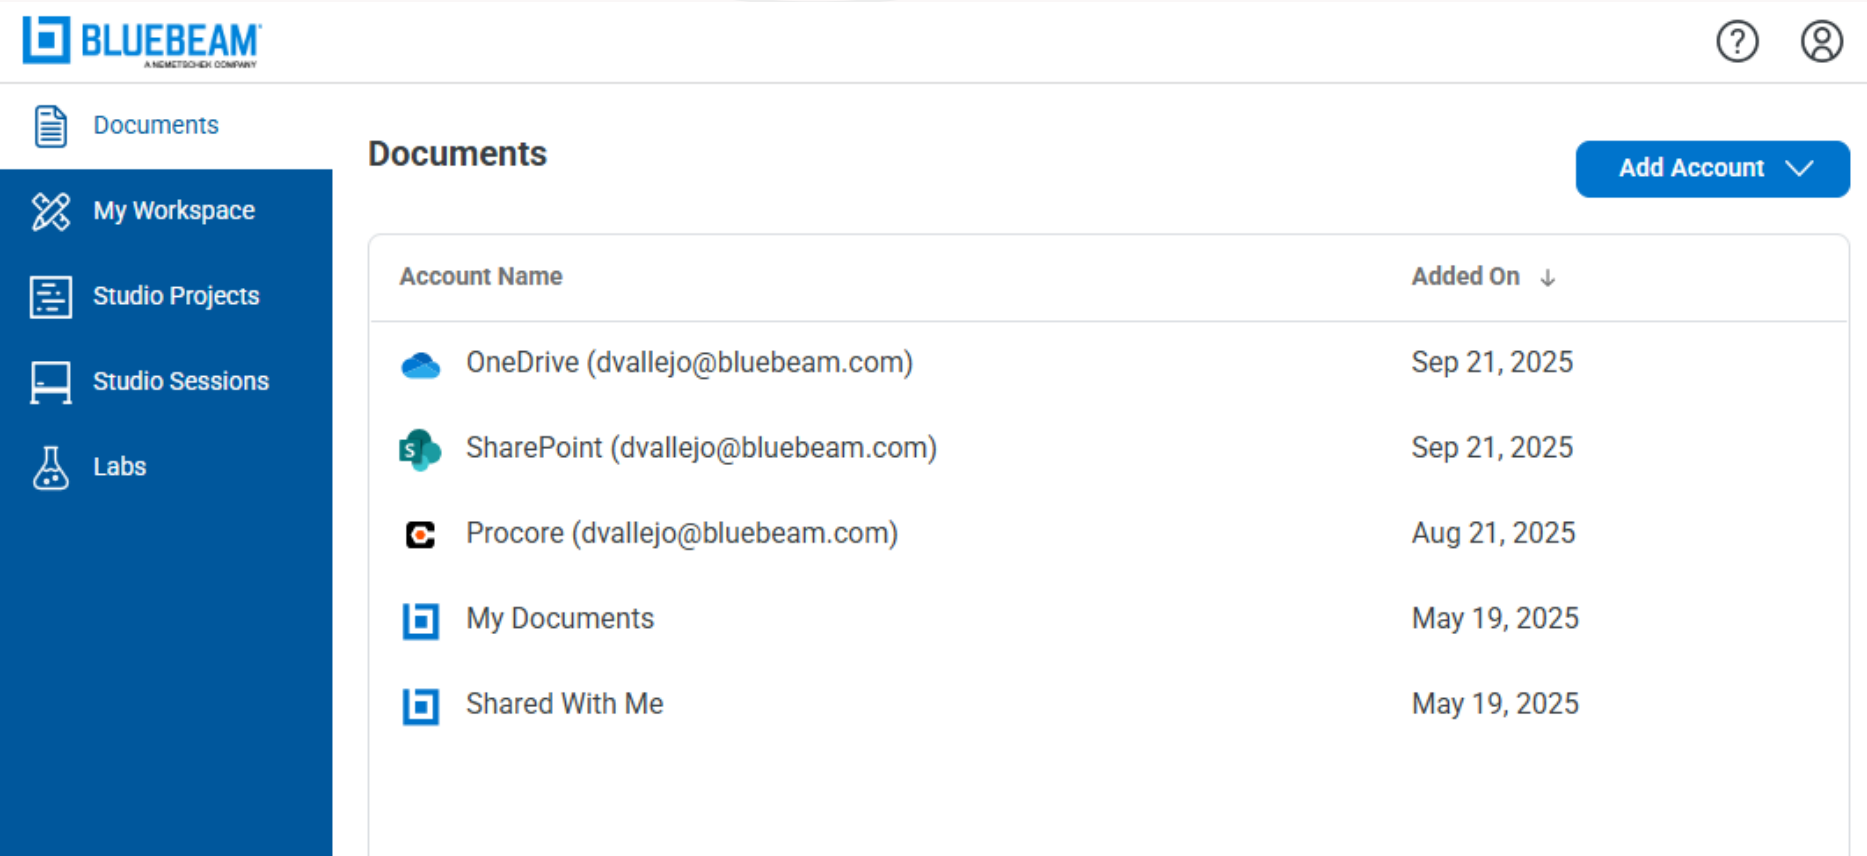 BLUEBEAM
A NEMETSCHEK COMPANY
Documents
My Workspace
Studio Projects
Studio Sessions
Labs
Documents
Add Account
Account Name Added On
OneDrive (dvallejo@bluebeam.com) Sep 21, 2025
SharePoint (dvallejo@bluebeam.com) Sep 21, 2025
Procore (dvallejo@bluebeam.com) Aug 21, 2025
My Documents May 19, 2025
Shared With Me May 19, 2025